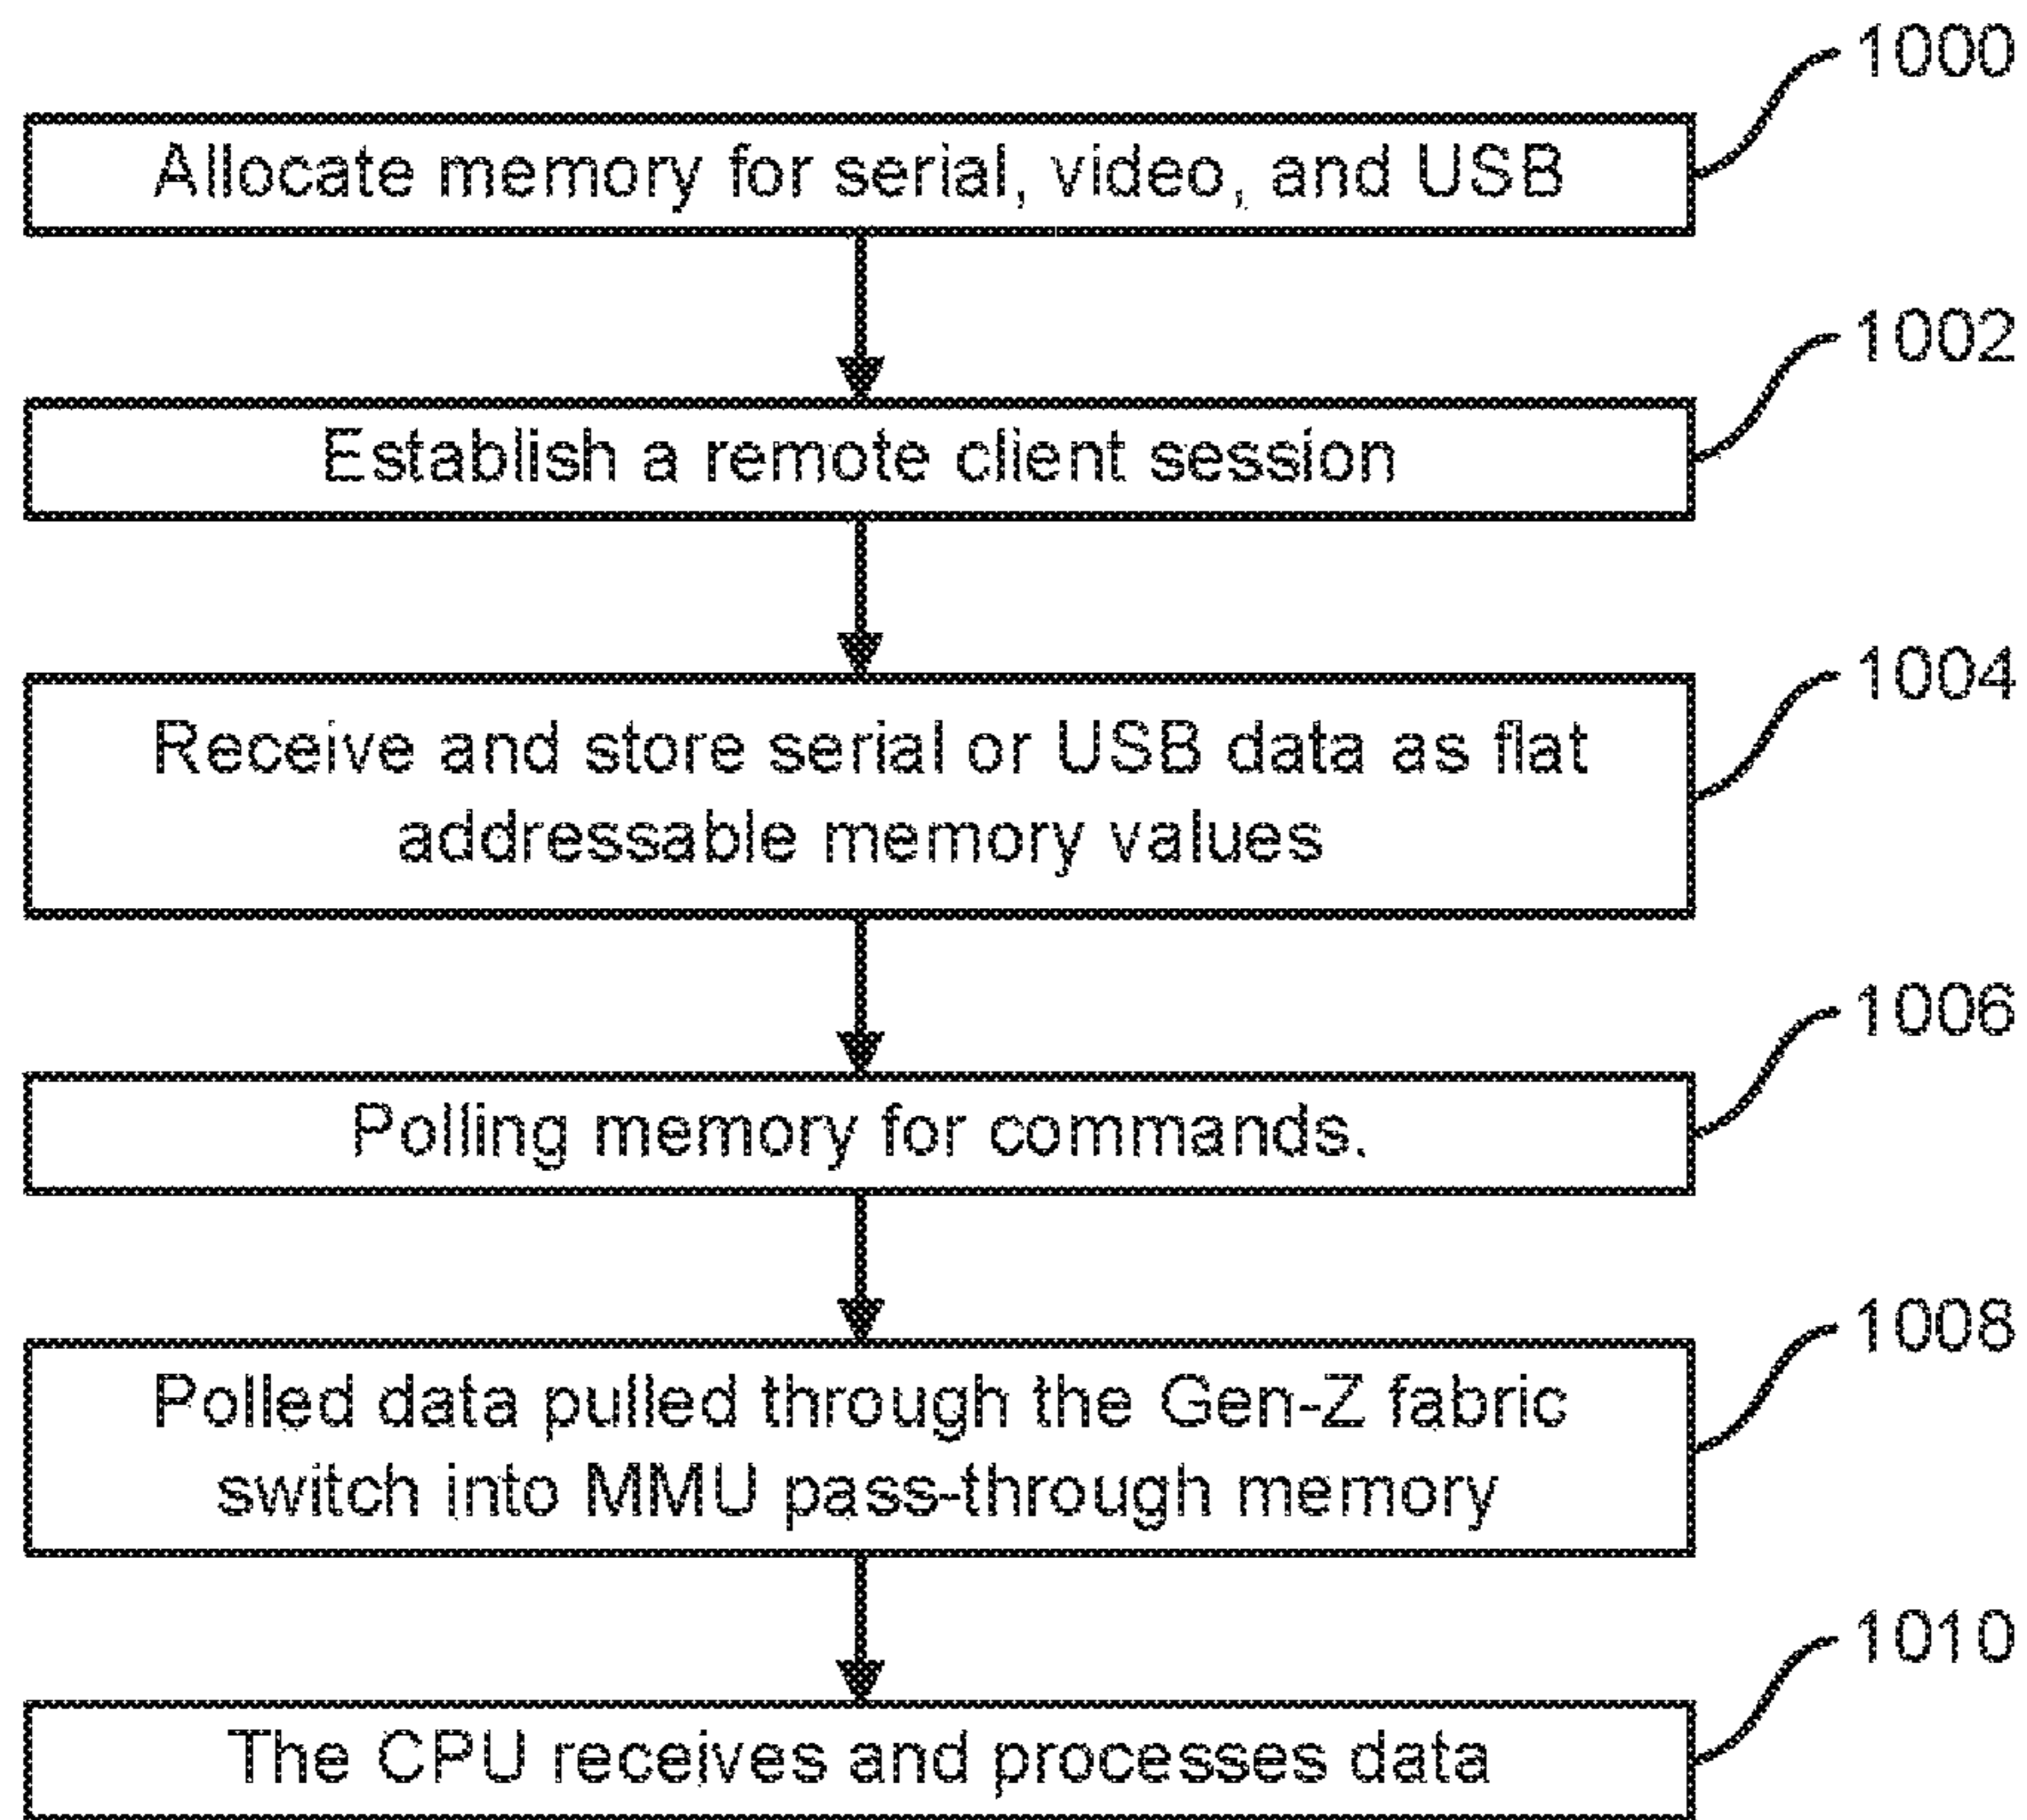 1000
Allocate memory for serial, video, and USB
1002
Establish a remote client session
1004
Receive and store serial or USB data as flat
addressable memory values
1006
Polling memory for commands.
1008
Polled data pulled through the Gen-Z fabric
switch into MMU pass-through memory
1010
The CPU receives and processes data